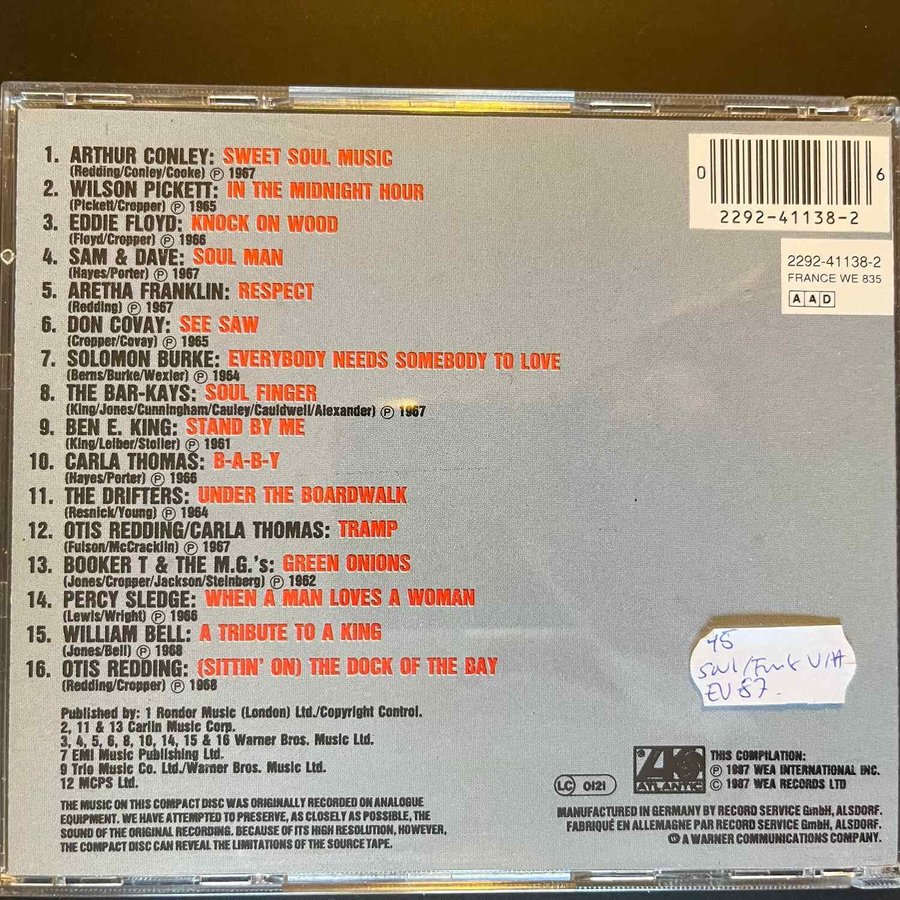 1. ARTHUR CONLEY: SWEET SOUL MUSIC
(Redding/Conley/Cooke) ℗ 1967
2. WILSON PICKETT: IN THE MIDNIGHT HOUR
(Pickett/Cropper) ℗ 1965
3. EDDIE FLOYD: KNOCK ON WOOD
(Floyd/Cropper) ℗ 1966
4. SAM & DAVE: SOUL MAN
(Hayes/Porter) ℗ 1967
5. ARETHA FRANKLIN: RESPECT
(Redding) ℗ 1967
6. DON COVAY: SEE SAW
(Cropper/Covay) ℗ 1965
7. SOLOMON BURKE: EVERYBODY NEEDS SOMEBODY TO LOVE
(Berns/Burke/Wexler) ℗ 1964
8. THE BAR-KAYS: SOUL FINGER
(King/Jones/Cunningham/Cauley/Cauldwell/Alexander) ℗ 1967
9. BEN E. KING: STAND BY ME
(King/Leiber/Stoller) ℗ 1961
10. CARLA THOMAS: B-A-B-Y
(Hayes/Porter) ℗ 1966
11. THE DRIFTERS: UNDER THE BOARDWALK
(Resnick/Young) ℗ 1964
12. OTIS REDDING/CARLA THOMAS: TRAMP
(Fulson/McCracklin) ℗ 1967
13. BOOKER T & THE M.G.'s: GREEN ONIONS
(Jones/Cropper/Jackson/Steinberg) ℗ 1962
14. PERCY SLEDGE: WHEN A MAN LOVES A WOMAN
(Lewis/Wright) ℗ 1966
15. WILLIAM BELL: A TRIBUTE TO A KING
(Jones/Bell) ℗ 1968
16. OTIS REDDING: (SITTIN' ON) THE DOCK OF THE BAY
(Redding/Cropper) ℗ 1968
Published by: 1 Rondor Music (London) Ltd./Copyright Control.
2, 11 & 13 Carlin Music Corp.
3, 4, 5, 6, 8, 10, 14, 15 & 16 Warner Bros. Music Ltd.
7 EMI Music Publishing Ltd.
9 Trio Music Co. Ltd./Warner Bros. Music Ltd.
12 MCPS Ltd.
THE MUSIC ON THIS COMPACT DISC WAS ORIGINALLY RECORDED ON ANALOGUE
EQUIPMENT. WE HAVE ATTEMPTED TO PRESERVE, AS CLOSELY AS POSSIBLE, THE
SOUND OF THE ORIGINAL RECORDING. BECAUSE OF ITS HIGH RESOLUTION, HOWEVER,
THE COMPACT DISC CAN REVEAL THE LIMITATIONS OF THE SOURCE TAPE.
0 6
2292-41138-2
2292-41138-2
FRANCE WE 835
A A D
45
Soul/Funk V/A
EU 87
LC 0121
ATLANTIC
THIS COMPILATION:
℗ 1987 WEA INTERNATIONAL INC.
© 1987 WEA RECORDS LTD
MANUFACTURED IN GERMANY BY RECORD SERVICE GmbH, ALSDORF.
FABRIQUÉ EN ALLEMAGNE PAR RECORD SERVICE GmbH, ALSDORF.
A WARNER COMMUNICATIONS COMPANY.